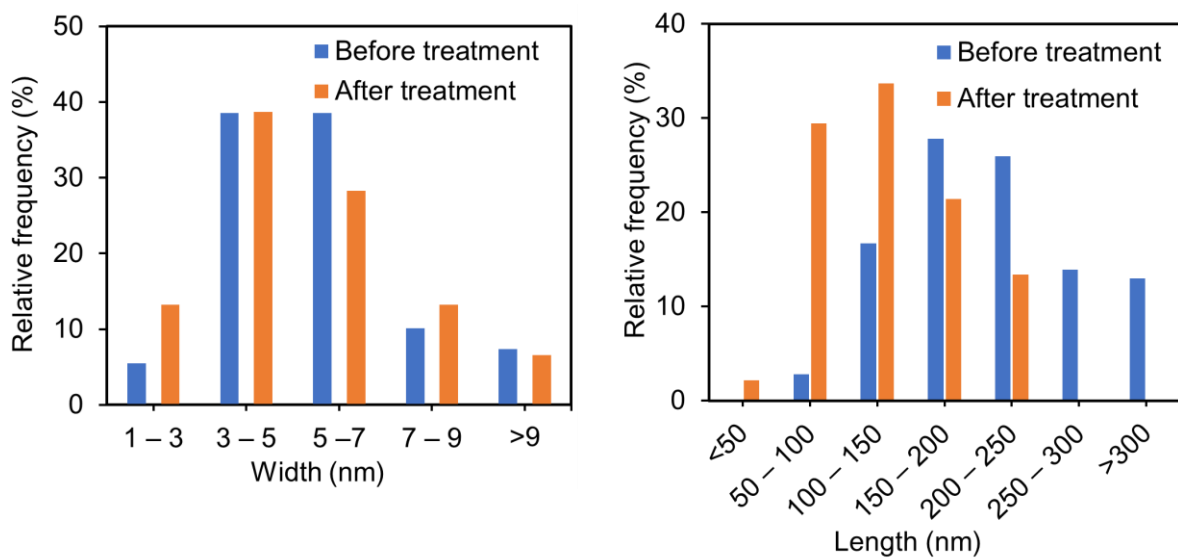 50
40
30
20
10
0
Relative frequency (%)
Before treatment
After treatment
1 – 3
3 – 5
5 –7
7 – 9
>9
Width (nm)
40
30
20
10
0
Relative frequency (%)
Before treatment
After treatment
<50
50 – 100
100 – 150
150 – 200
200 – 250
250 – 300
>300
Length (nm)